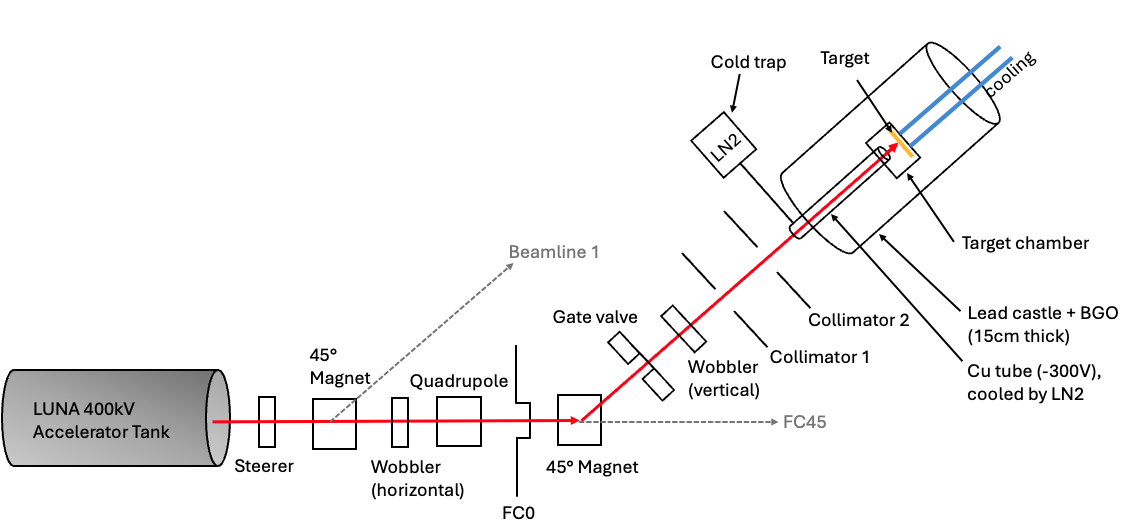 Cold trap
Target
cooling
LN2
Target chamber
Beamline 1
Gate valve
Collimator 2
Lead castle + BGO
(15cm thick)
Wobbler
(vertical)
Collimator 1
Cu tube (-300V),
cooled by LN2
45°
Magnet
Quadrupole
LUNA 400kV
Accelerator Tank
FC45
Steerer
Wobbler
(horizontal)
45° Magnet
FC0